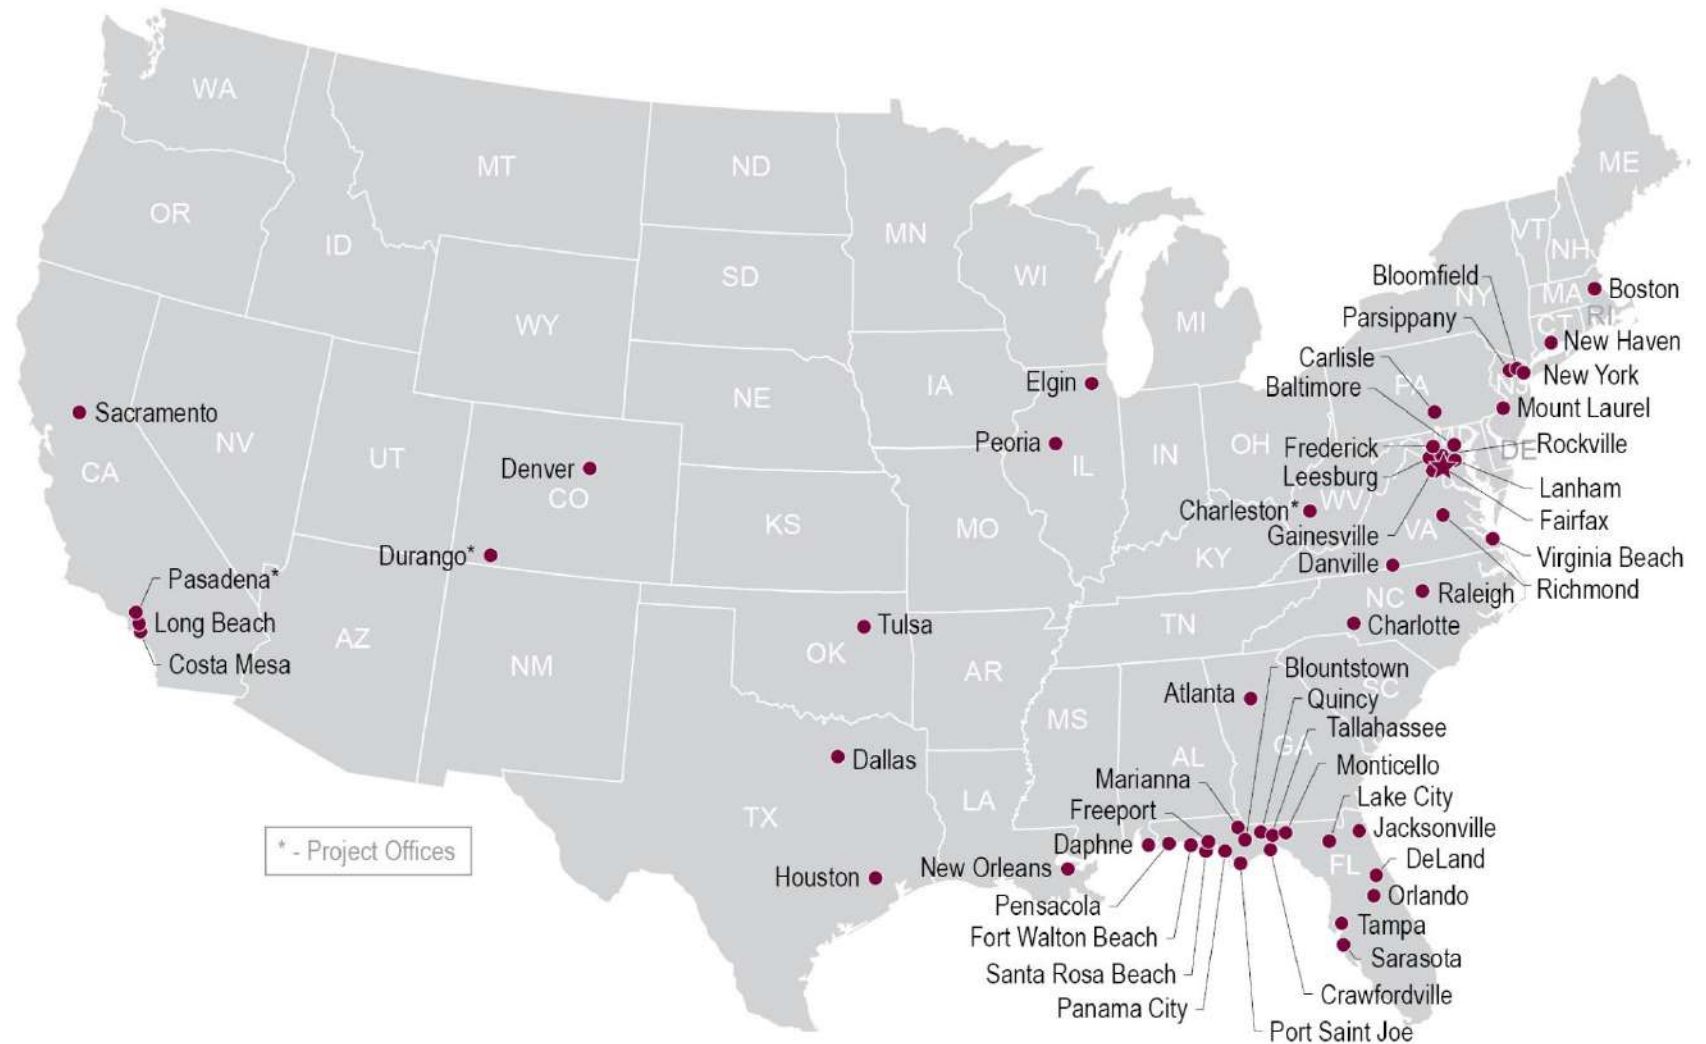 WA
OR
ID
MT
ND
SD
MN
WI
MI
WY
NV
UT
CA
AZ
NM
CO
NE
KS
IA
MO
IL
IN
OH
KY
WV
VA
TN
NC
SC
OK
AR
TX
LA
MS
AL
GA
FL
PA
NY
VT
NH
ME
MA
RI
CT
NJ
DE
MD
Sacramento
Pasadena*
Long Beach
Costa Mesa
Denver
Durango*
Elgin
Peoria
Tulsa
Dallas
Houston
New Orleans
Bloomfield
Parsippany
Carlisle
Baltimore
Frederick
Leesburg
Charleston*
Gainesville
Danville
Boston
New Haven
New York
Mount Laurel
Rockville
Lanham
Fairfax
Virginia Beach
Richmond
Raleigh
Charlotte
Atlanta
Blountstown
Quincy
Tallahassee
Monticello
Lake City
Jacksonville
DeLand
Orlando
Tampa
Sarasota
Marianna
Freeport
Daphne
Pensacola
Fort Walton Beach
Santa Rosa Beach
Panama City
Crawfordville
Port Saint Joe
* - Project Offices